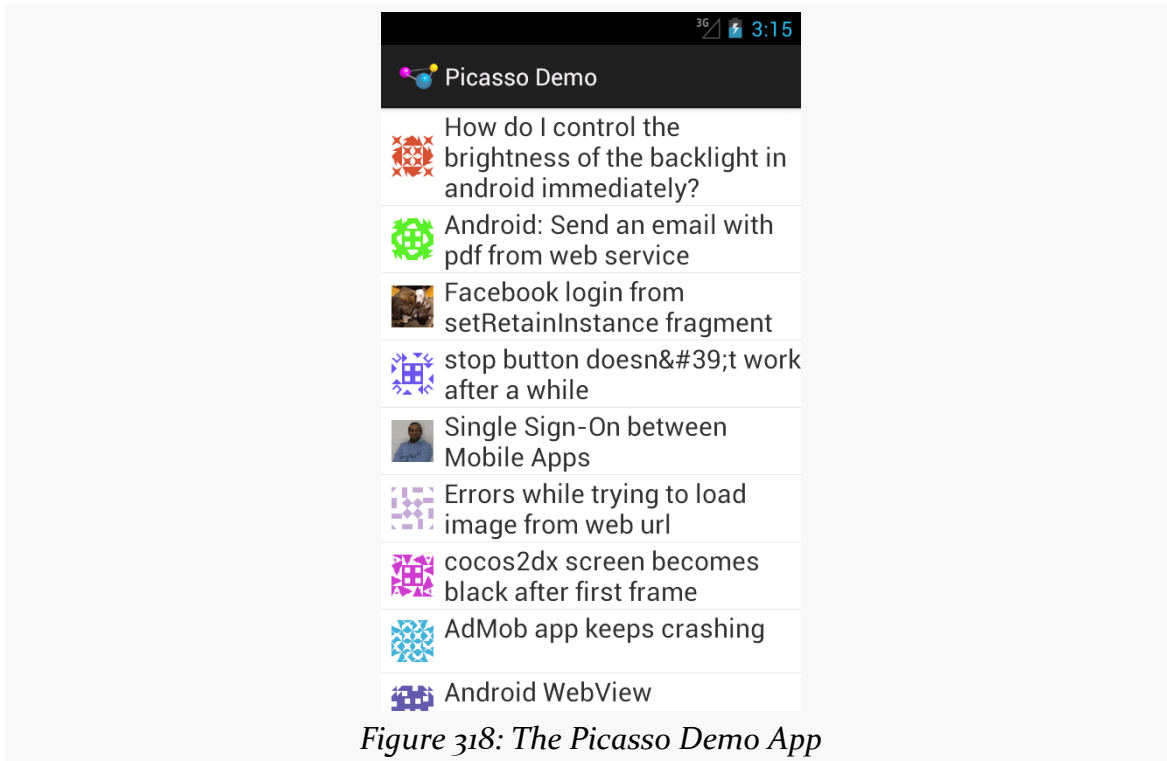 3G 3:15
Picasso Demo
How do I control the
brightness of the backlight in
android immediately?
Android: Send an email with
pdf from web service
Facebook login from
setRetainInstance fragment
stop button doesn&#39;t work
after a while
Single Sign-On between
Mobile Apps
Errors while trying to load
image from web url
cocos2dx screen becomes
black after first frame
AdMob app keeps crashing
Android WebView
Figure 318: The Picasso Demo App